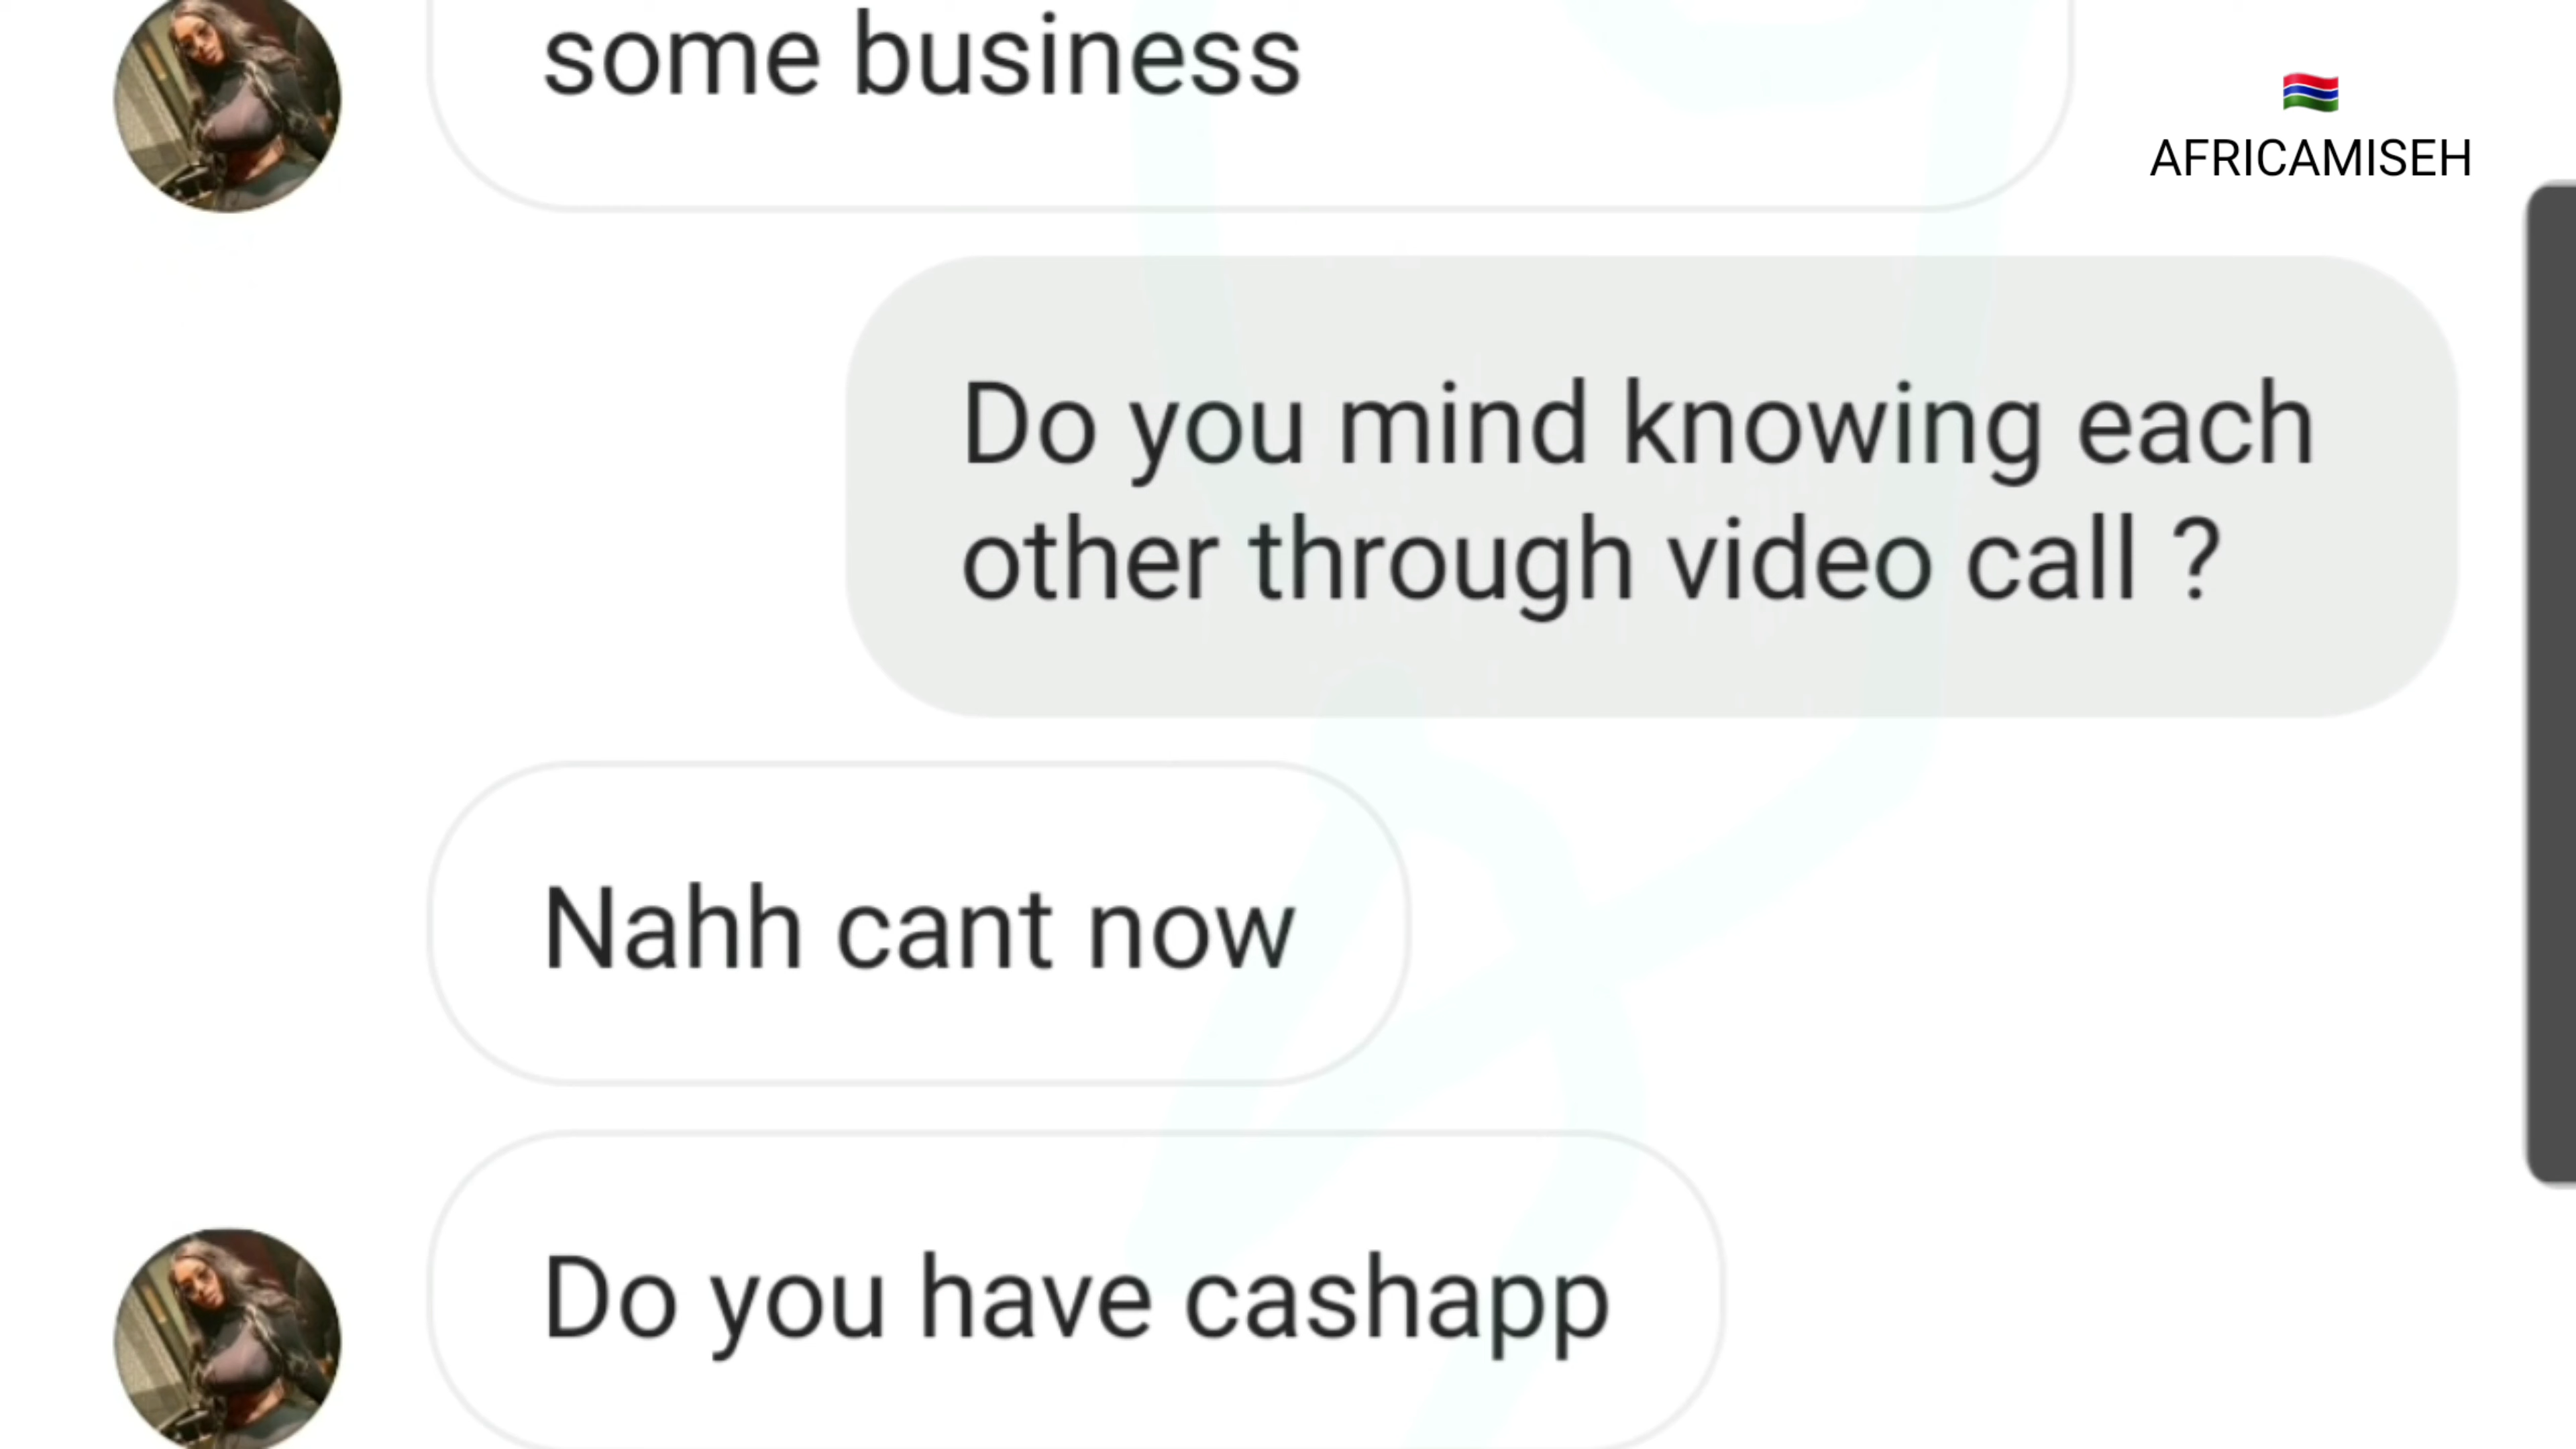 some business
AFRICAMISEH
Do you mind knowing each
other through video call ?
Nahh cant now
Do you have cashapp